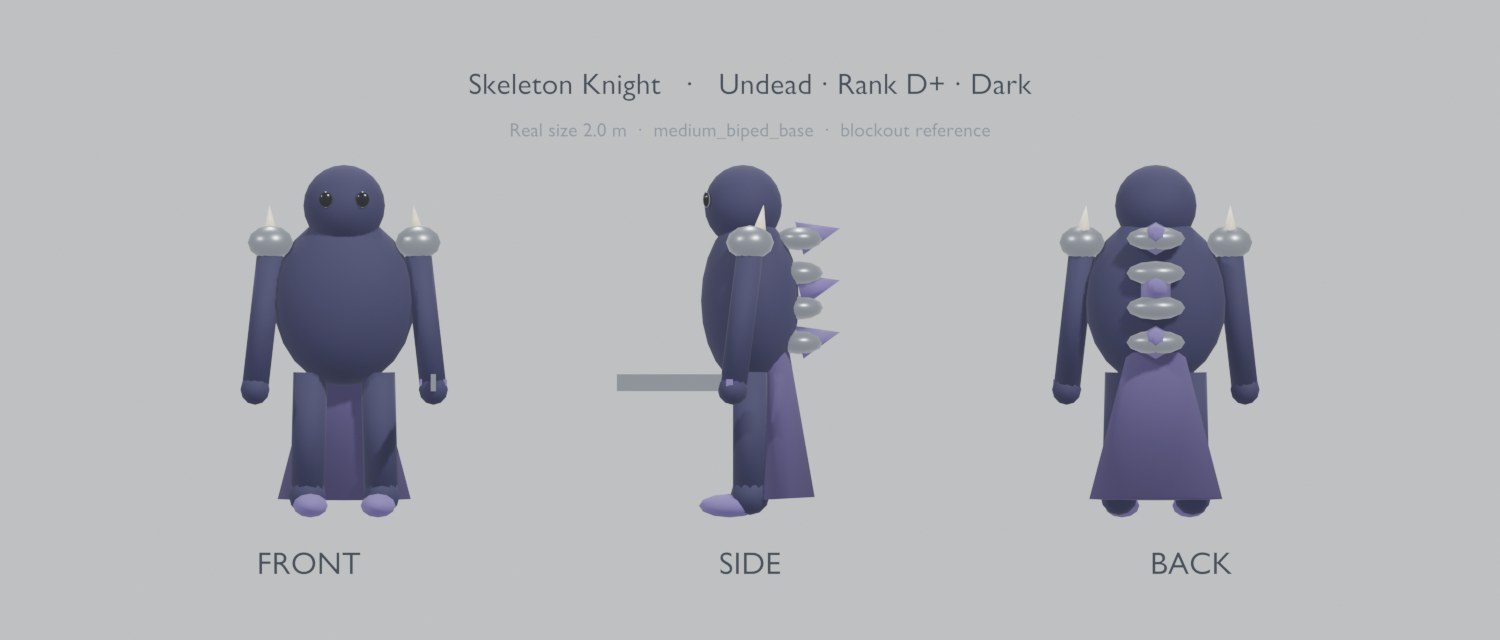 Skeleton Knight · Undead · Rank D+ · Dark
Real size 2.0 m · medium_biped_base · blockout reference
FRONT SIDE BACK